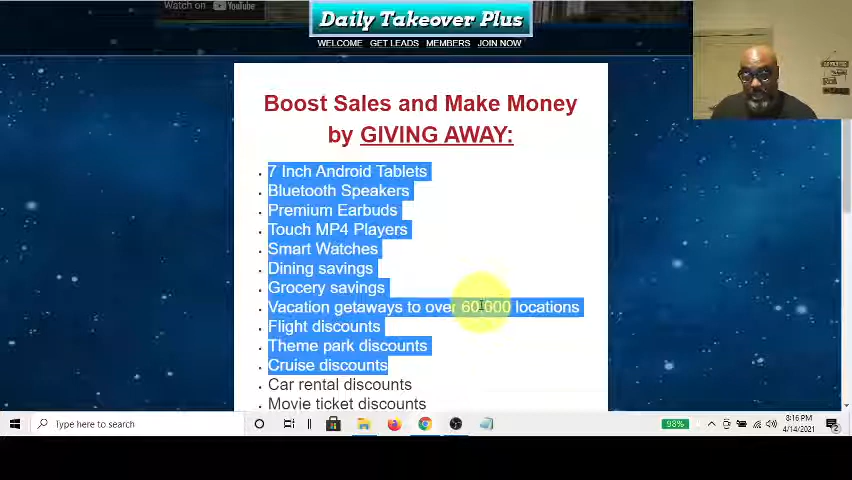 Watch on YouTube
Daily Takeover Plus
WELCOME GET LEADS MEMBERS JOIN NOW
Boost Sales and Make Money
by GIVING AWAY:
7 Inch Android Tablets
Bluetooth Speakers
Premium Earbuds
Touch MP4 Players
Smart Watches
Dining savings
Grocery savings
Vacation getaways to over 60,000 locations
Flight discounts
Theme park discounts
Cruise discounts
Car rental discounts
Movie ticket discounts
Type here to search
98%
8:16 PM
4/14/2021
2